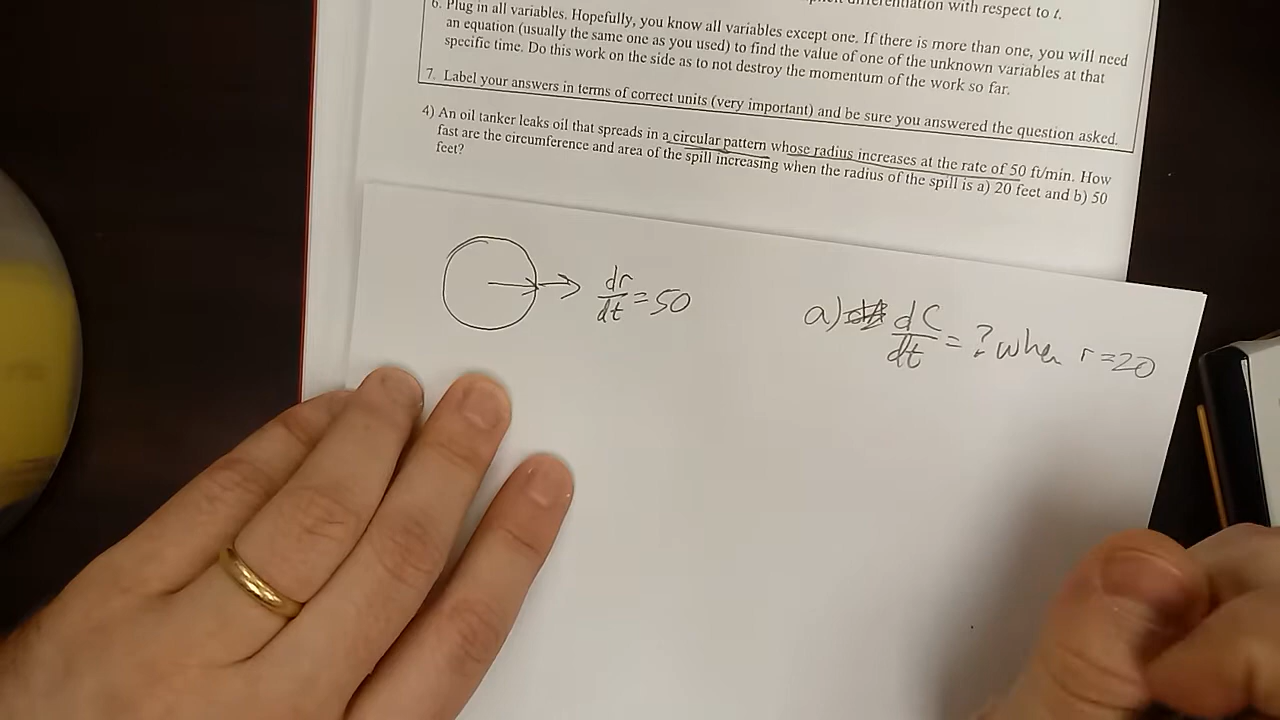 differentiation with respect to t.
6. Plug in all variables. Hopefully, you know all variables except one. If there is more than one, you will need
an equation (usually the same one as you used) to find the value of one of the unknown variables at that
specific time. Do this work on the side as to not destroy the momentum of the work so far.
7. Label your answers in terms of correct units (very important) and be sure you answered the question asked.
4) An oil tanker leaks oil that spreads in a circular pattern whose radius increases at the rate of 50 ft/min. How
fast are the circumference and area of the spill increasing when the radius of the spill is a) 20 feet and b) 50
feet?
dr/dt = 50
a) dC/dt = ? when r = 20